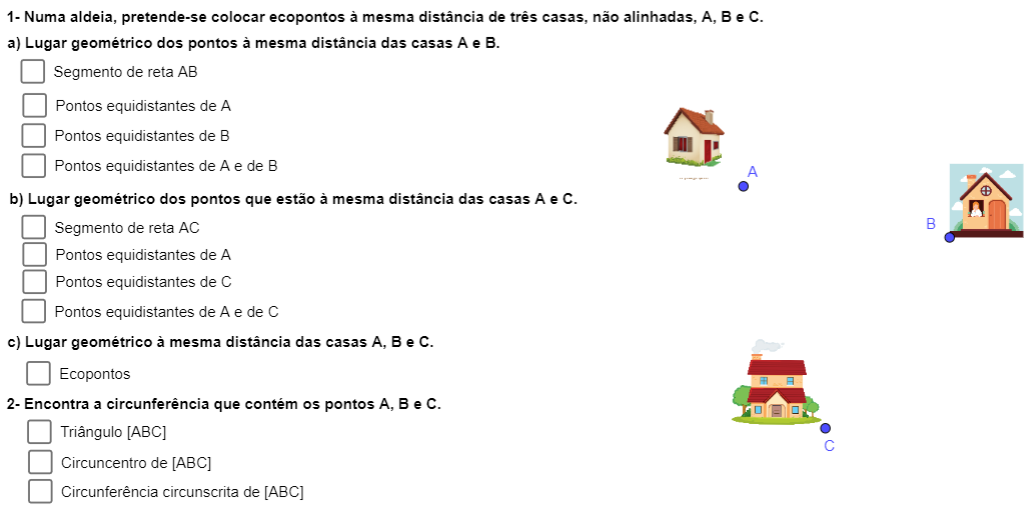 1- Numa aldeia, pretende-se colocar ecopontos à mesma distância de três casas, não alinhadas, A, B e C.
a) Lugar geométrico dos pontos à mesma distância das casas A e B.
Segmento de reta AB
Pontos equidistantes de A
Pontos equidistantes de B
Pontos equidistantes de A e de B
A
B
b) Lugar geométrico dos pontos que estão à mesma distância das casas A e C.
Segmento de reta AC
Pontos equidistantes de A
Pontos equidistantes de C
Pontos equidistantes de A e de C
c) Lugar geométrico à mesma distância das casas A, B e C.
Ecopontos
2- Encontra a circunferência que contém os pontos A, B e C.
Triângulo [ABC]
C
Circuncentro de [ABC]
Circunferência circunscrita de [ABC]